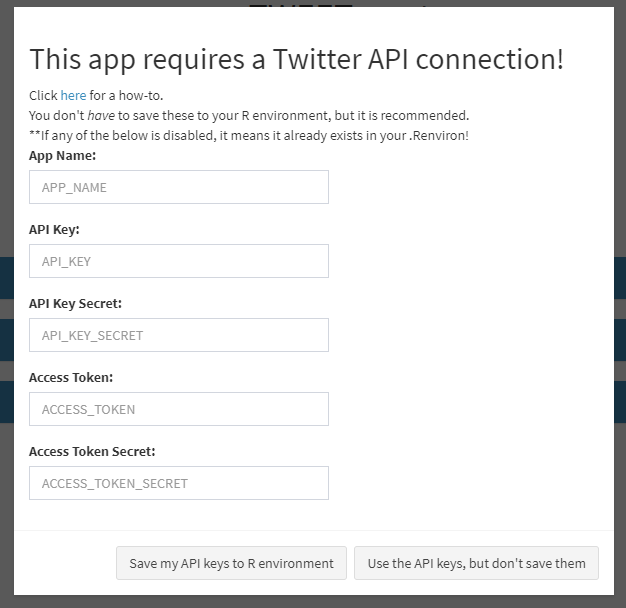 This app requires a Twitter API connection!
Click here for a how-to.
You don't have to save these to your R environment, but it is recommended.
**If any of the below is disabled, it means it already exists in your .Renviron!
App Name:
APP_NAME
API Key:
API_KEY
API Key Secret:
API_KEY_SECRET
Access Token:
ACCESS_TOKEN
Access Token Secret:
ACCESS_TOKEN_SECRET
Save my API keys to R environment
Use the API keys, but don't save them